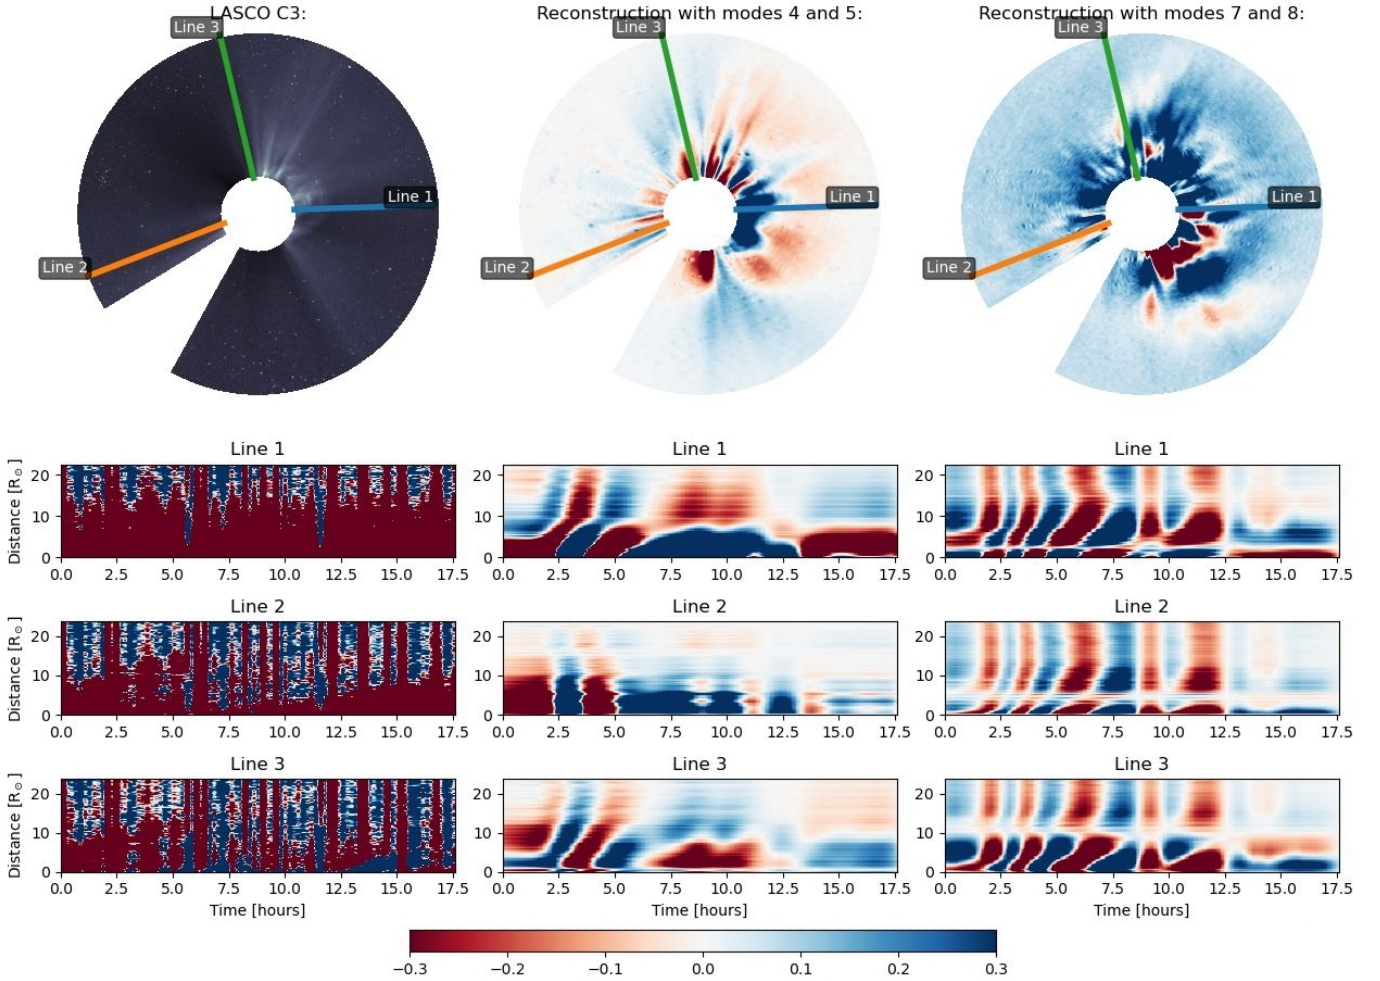 LASCO C3:
Reconstruction with modes 4 and 5:
Reconstruction with modes 7 and 8:
Line 3
Line 3
Line 3
Line 1
Line 1
Line 1
Line 2
Line 2
Line 2
Line 1
Line 1
Line 1
Distance [R☉]
20
10
0
20
10
0
20
10
0
0.0 2.5 5.0 7.5 10.0 12.5 15.0 17.5
0.0 2.5 5.0 7.5 10.0 12.5 15.0 17.5
0.0 2.5 5.0 7.5 10.0 12.5 15.0 17.5
Line 2
Line 2
Line 2
Distance [R☉]
20
10
0
20
10
0
20
10
0
0.0 2.5 5.0 7.5 10.0 12.5 15.0 17.5
0.0 2.5 5.0 7.5 10.0 12.5 15.0 17.5
0.0 2.5 5.0 7.5 10.0 12.5 15.0 17.5
Line 3
Line 3
Line 3
Distance [R☉]
20
10
0
20
10
0
20
10
0
0.0 2.5 5.0 7.5 10.0 12.5 15.0 17.5
0.0 2.5 5.0 7.5 10.0 12.5 15.0 17.5
0.0 2.5 5.0 7.5 10.0 12.5 15.0 17.5
Time [hours]
Time [hours]
Time [hours]
−0.3 −0.2 −0.1 0.0 0.1 0.2 0.3